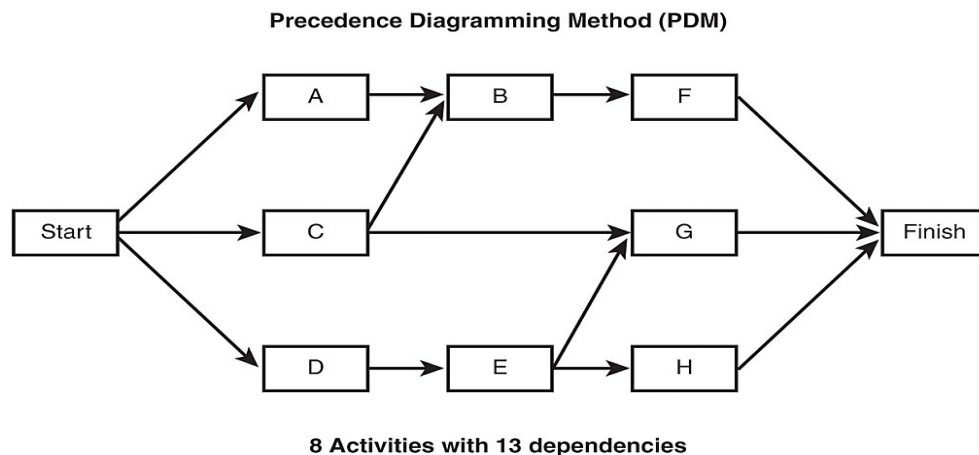 Precedence Diagramming Method (PDM)
A
B
F
Start
C
G
Finish
D
E
H
8 Activities with 13 dependencies